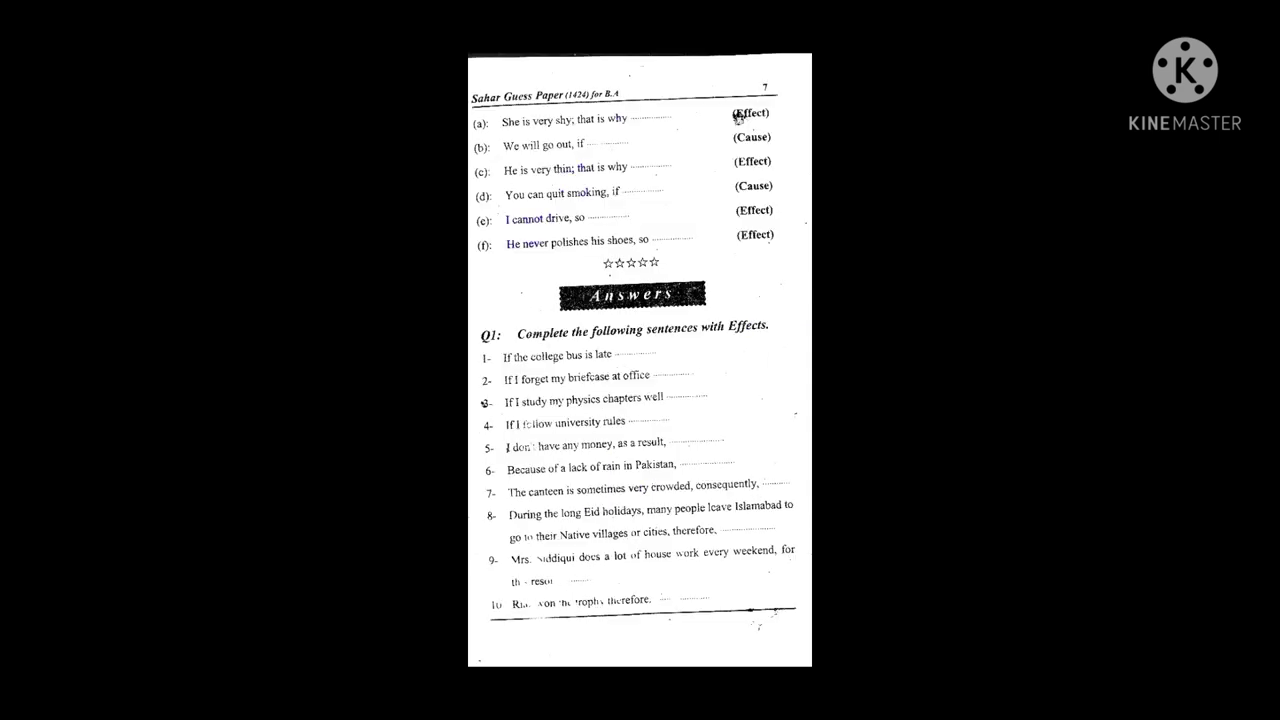 Sahar Guess Paper (1424) for B.A 7
(a): She is very shy; that is why ............... (Effect)
(b): We will go out, if ............... (Cause)
(c): He is very thin; that is why ............... (Effect)
(d): You can quit smoking, if ............... (Cause)
(e): I cannot drive, so ............... (Effect)
(f): He never polishes his shoes, so ............... (Effect)
☆☆☆☆☆
Answers
Q1: Complete the following sentences with Effects.
1- If the college bus is late ...............
2- If I forget my briefcase at office ...............
3- If I study my physics chapters well ...............
4- If I follow university rules ...............
5- I don't have any money, as a result, ...............
6- Because of a lack of rain in Pakistan, ...............
7- The canteen is sometimes very crowded, consequently, ..........
8- During the long Eid holidays, many people leave Islamabad to
go to their Native villages or cities, therefore, ...............
9- Mrs. Siddiqui does a lot of house work every weekend, for
.......
10 won the trophy therefore. ...............
KINEMASTER